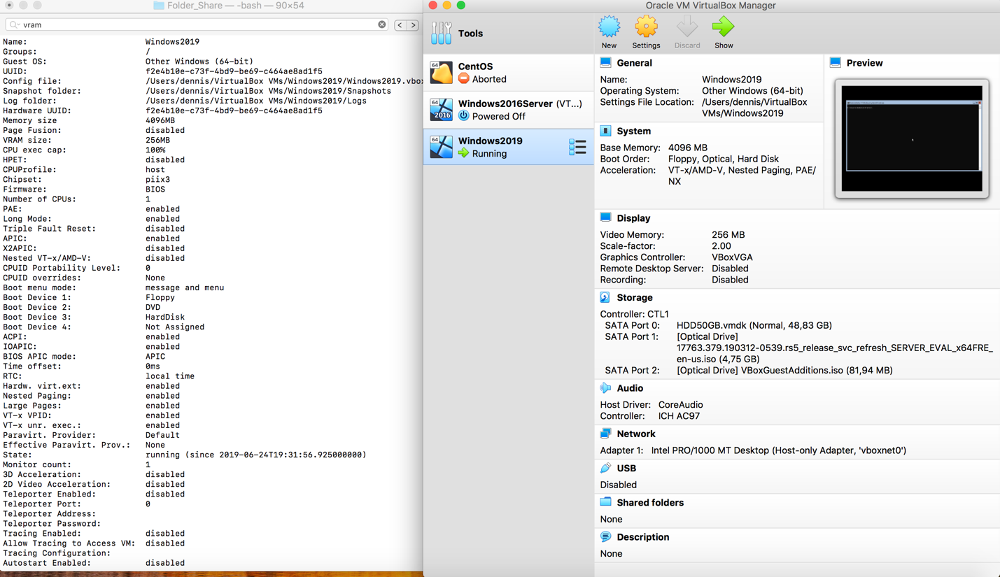 Folder_Share — -bash — 90×54
vram
Name: Windows2019
Groups: /
Guest OS: Other Windows (64-bit)
UUID: f2e4b10e-c73f-4bd9-be69-c464ae8ad1f5
Config file: /Users/dennis/VirtualBox VMs/Windows2019/Windows2019.vbox
Snapshot folder: /Users/dennis/VirtualBox VMs/Windows2019/Snapshots
Log folder: /Users/dennis/VirtualBox VMs/Windows2019/Logs
Hardware UUID: f2e4b10e-c73f-4bd9-be69-c464ae8ad1f5
Memory size 4096MB
Page Fusion: disabled
VRAM size: 256MB
CPU exec cap: 100%
HPET: disabled
CPUProfile: host
Chipset: piix3
Firmware: BIOS
Number of CPUs: 1
PAE: enabled
Long Mode: enabled
Triple Fault Reset: disabled
APIC: enabled
X2APIC: disabled
Nested VT-x/AMD-V: disabled
CPUID Portability Level: 0
CPUID overrides: None
Boot menu mode: message and menu
Boot Device 1: Floppy
Boot Device 2: DVD
Boot Device 3: HardDisk
Boot Device 4: Not Assigned
ACPI: enabled
IOAPIC: enabled
BIOS APIC mode: APIC
Time offset: 0ms
RTC: local time
Hardw. virt.ext: enabled
Nested Paging: enabled
Large Pages: enabled
VT-x VPID: enabled
VT-x unr. exec.: enabled
Paravirt. Provider: Default
Effective Paravirt. Prov.: None
State: running (since 2019-06-24T19:31:56.925000000)
Monitor count: 1
3D Acceleration: disabled
2D Video Acceleration: disabled
Teleporter Enabled: disabled
Teleporter Port: 0
Teleporter Address:
Teleporter Password:
Tracing Enabled: disabled
Allow Tracing to Access VM: disabled
Tracing Configuration:
Autostart Enabled: disabled
Oracle VM VirtualBox Manager
Tools
New Settings Discard Show
64 CentOS
Aborted
64 2016 Windows2016Server (VT...)
Powered Off
64 Windows2019
Running
General
Name: Windows2019
Operating System: Other Windows (64-bit)
Settings File Location: /Users/dennis/VirtualBox
VMs/Windows2019
Preview
System
Base Memory: 4096 MB
Boot Order: Floppy, Optical, Hard Disk
Acceleration: VT-x/AMD-V, Nested Paging, PAE/
NX
Display
Video Memory: 256 MB
Scale-factor: 2.00
Graphics Controller: VBoxVGA
Remote Desktop Server: Disabled
Recording: Disabled
Storage
Controller: CTL1
SATA Port 0: HDD50GB.vmdk (Normal, 48,83 GB)
SATA Port 1: [Optical Drive]
17763.379.190312-0539.rs5_release_svc_refresh_SERVER_EVAL_x64FRE_
en-us.iso (4,75 GB)
SATA Port 2: [Optical Drive] VBoxGuestAdditions.iso (81,94 MB)
Audio
Host Driver: CoreAudio
Controller: ICH AC97
Network
Adapter 1: Intel PRO/1000 MT Desktop (Host-only Adapter, 'vboxnet0')
USB
Disabled
Shared folders
None
Description
None